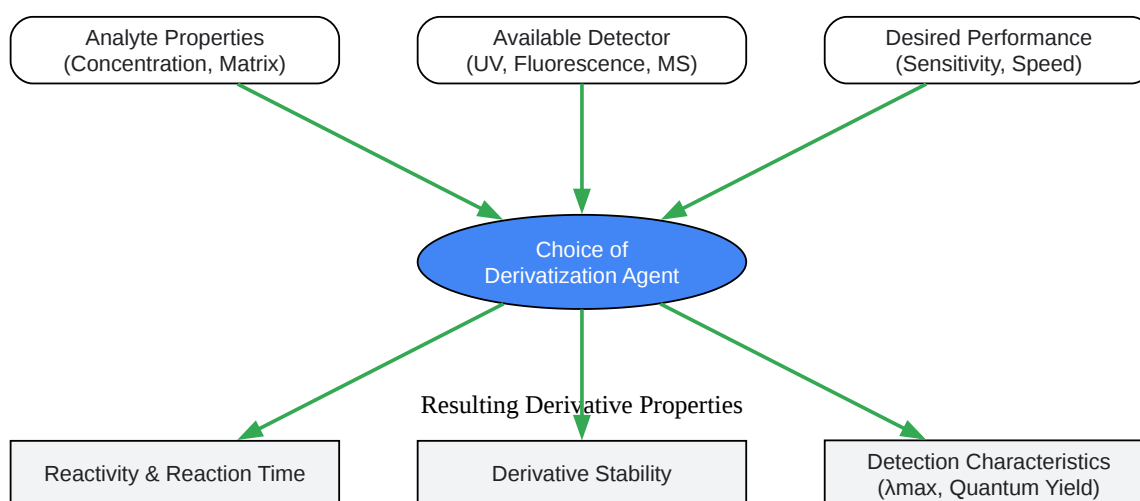 Analyte Properties
(Concentration, Matrix)
Available Detector
(UV, Fluorescence, MS)
Desired Performance
(Sensitivity, Speed)
Choice of
Derivatization Agent
Resulting Derivative Properties
Reactivity & Reaction Time
Derivative Stability
Detection Characteristics
(λmax, Quantum Yield)